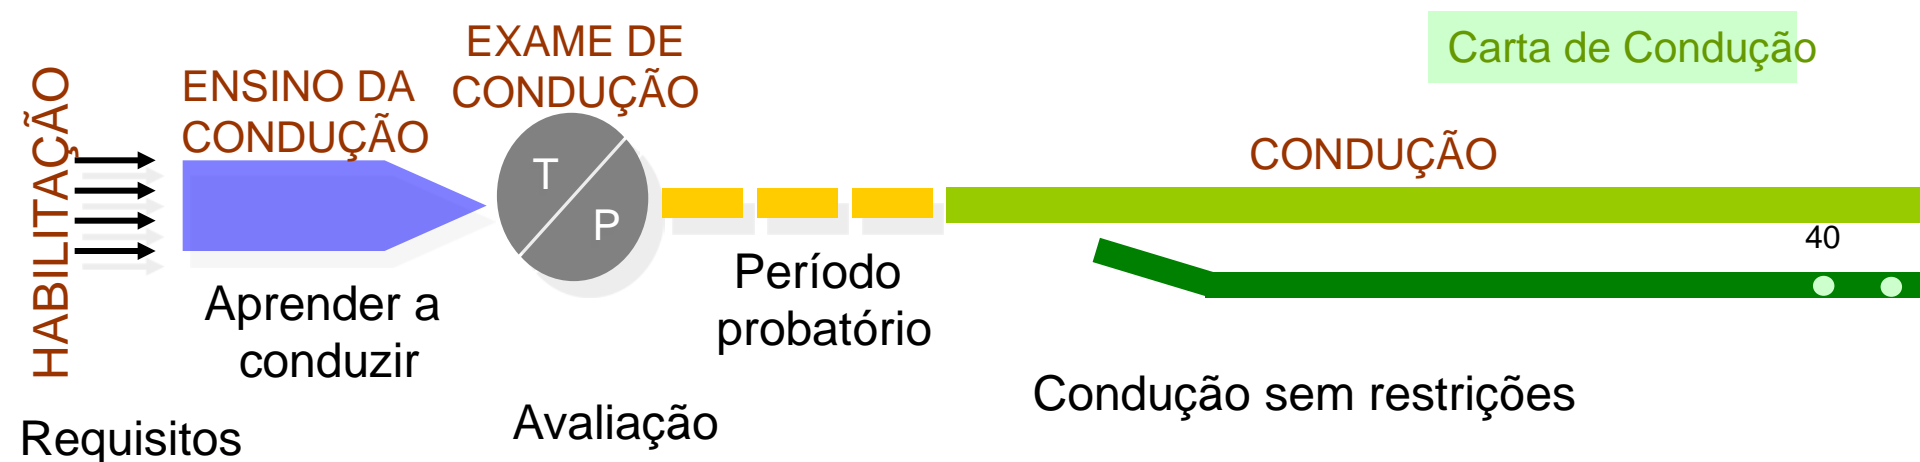 HABILITAÇÃO
Requisitos
ENSINO DA
CONDUÇÃO
Aprender a
conduzir
EXAME DE
CONDUÇÃO
T
P
Avaliação
Período
probatório
Carta de Condução
CONDUÇÃO
40
Condução sem restrições